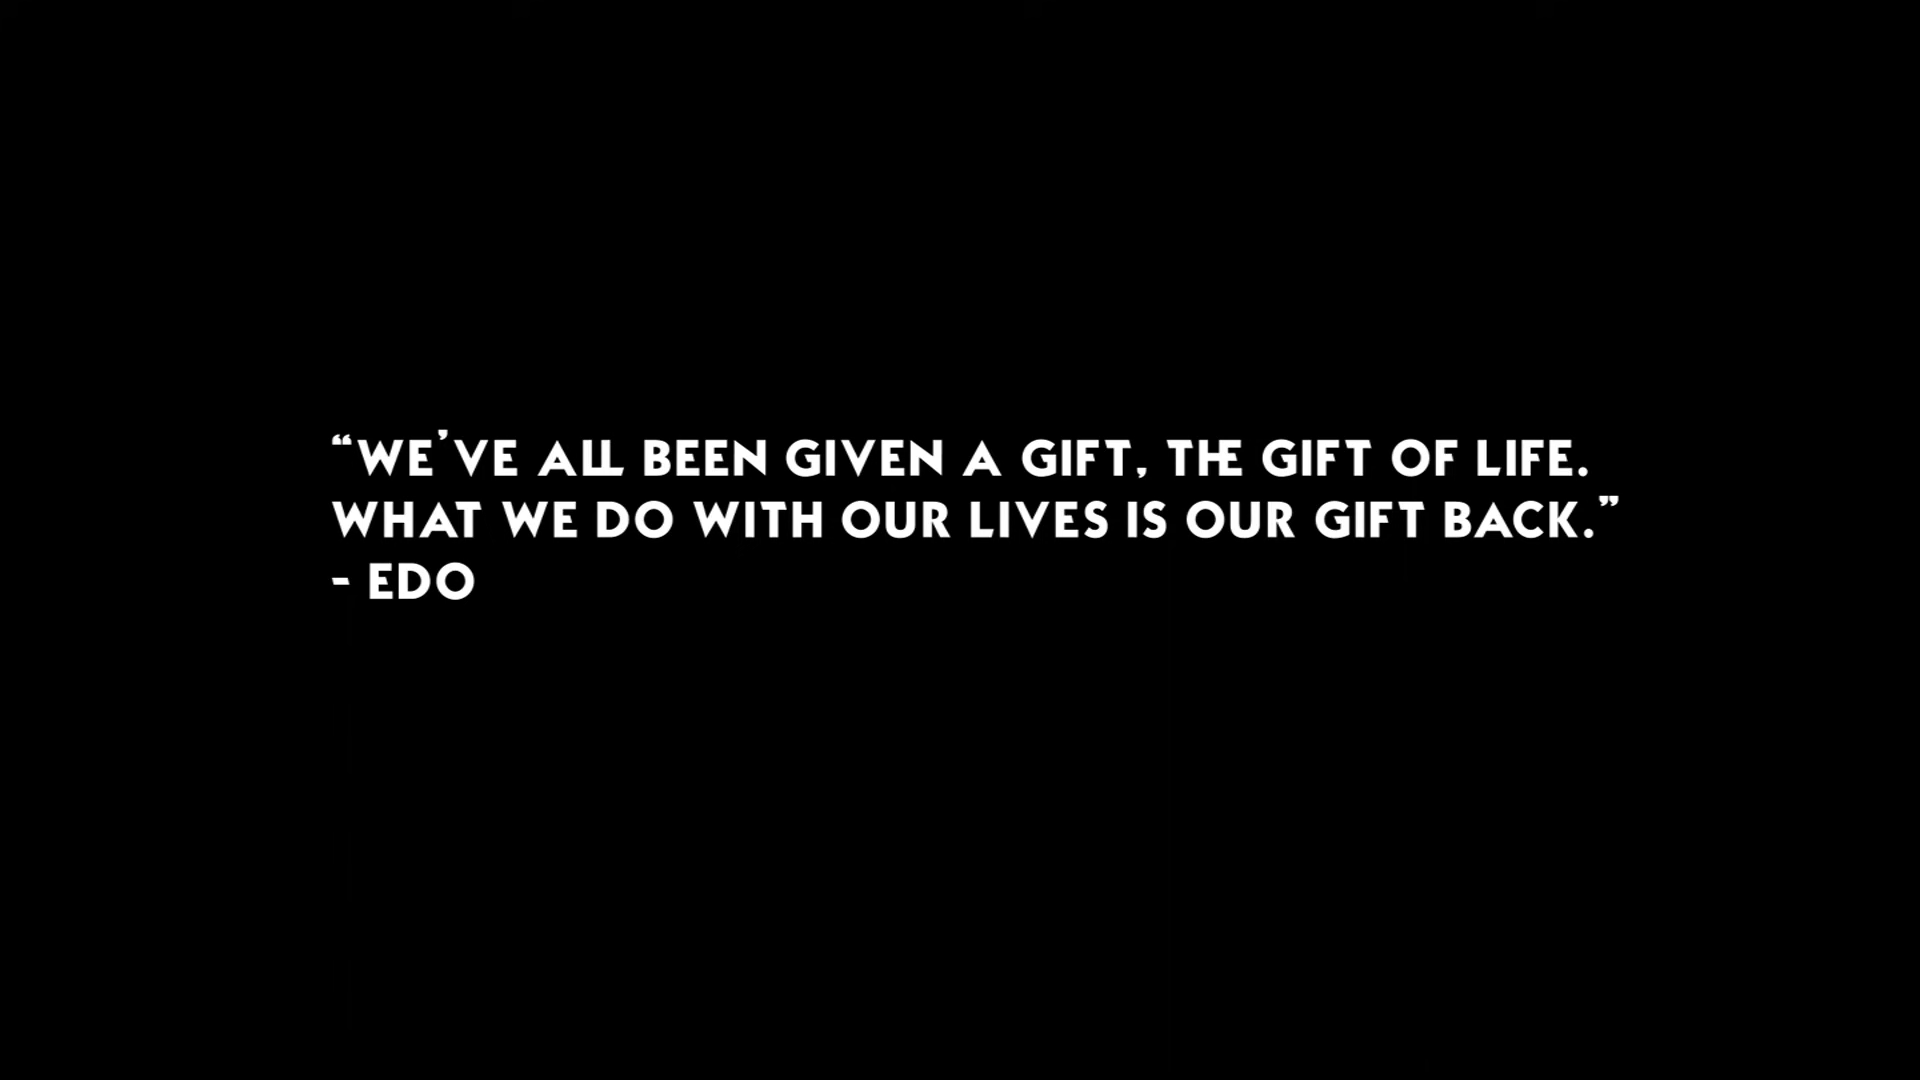 “WE’VE ALL BEEN GIVEN A GIFT, THE GIFT OF LIFE.
WHAT WE DO WITH OUR LIVES IS OUR GIFT BACK.”
- EDO